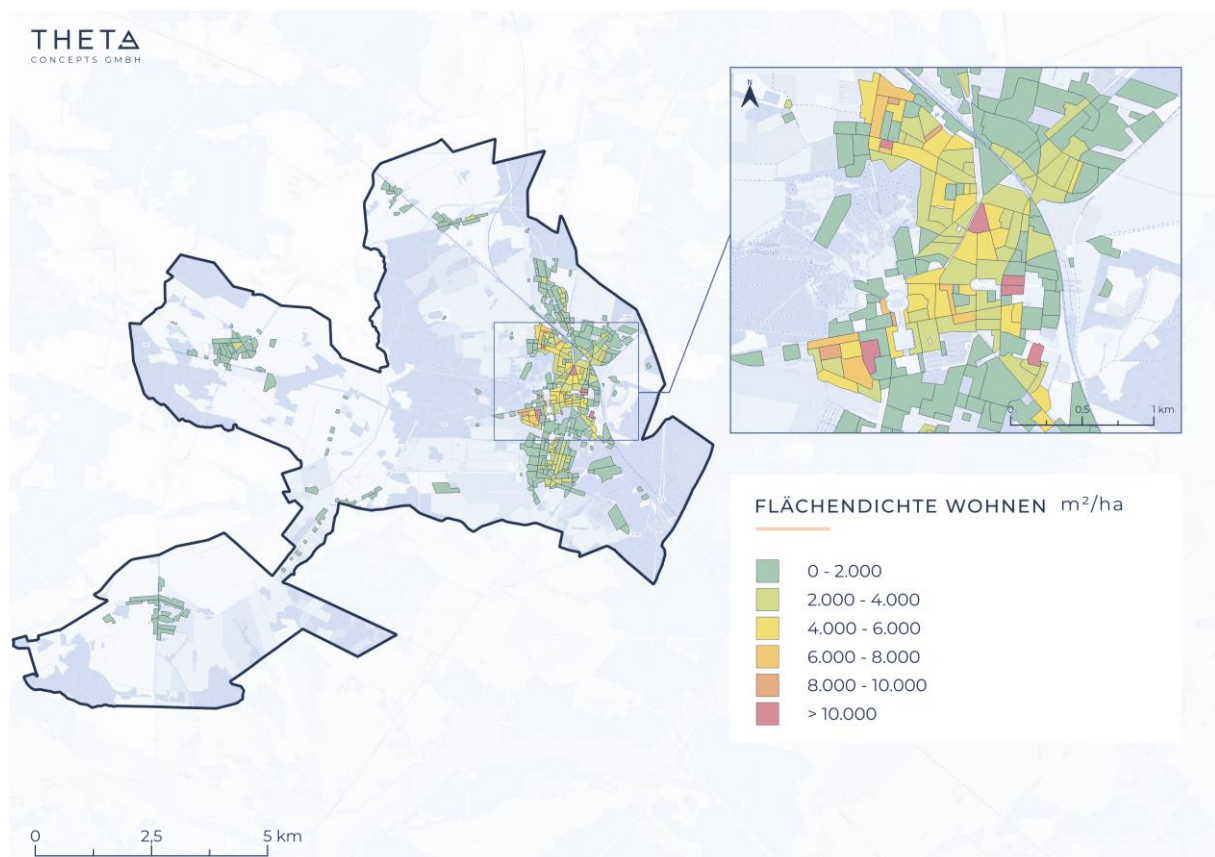 THETA
CONCEPTS GMBH
N
0 0,5 1 km
FLÄCHENDICHTE WOHNEN m²/ha
0 - 2.000
2.000 - 4.000
4.000 - 6.000
6.000 - 8.000
8.000 - 10.000
> 10.000
0 2,5 5 km